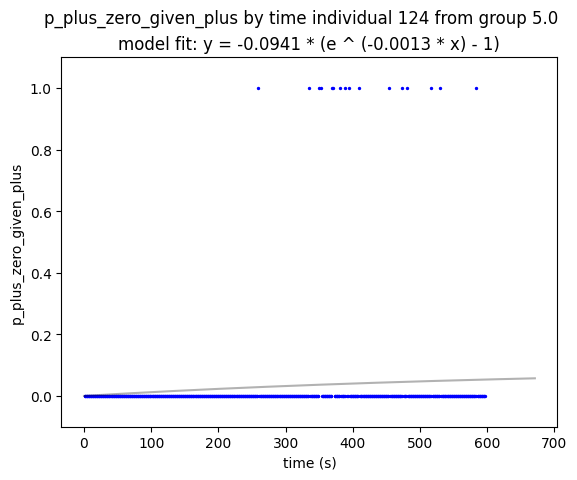 p_plus_zero_given_plus by time individual 124 from group 5.0
model fit: y = -0.0941 * (e ^ (-0.0013 * x) - 1)
1.0
0.8
0.6
0.4
0.2
0.0
p_plus_zero_given_plus
0 100 200 300 400 500 600 700
time (s)